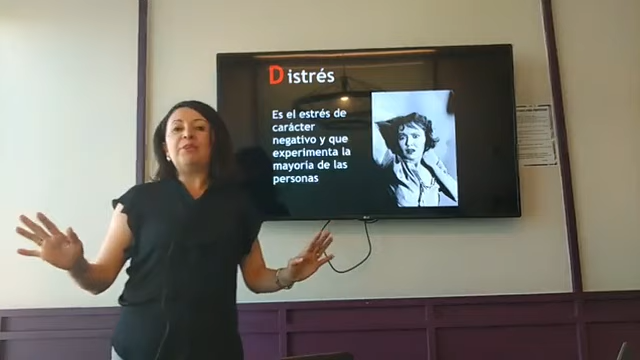 Distrés
Es el estrés de
carácter
negativo y que
experimenta la
mayoría de las
personas